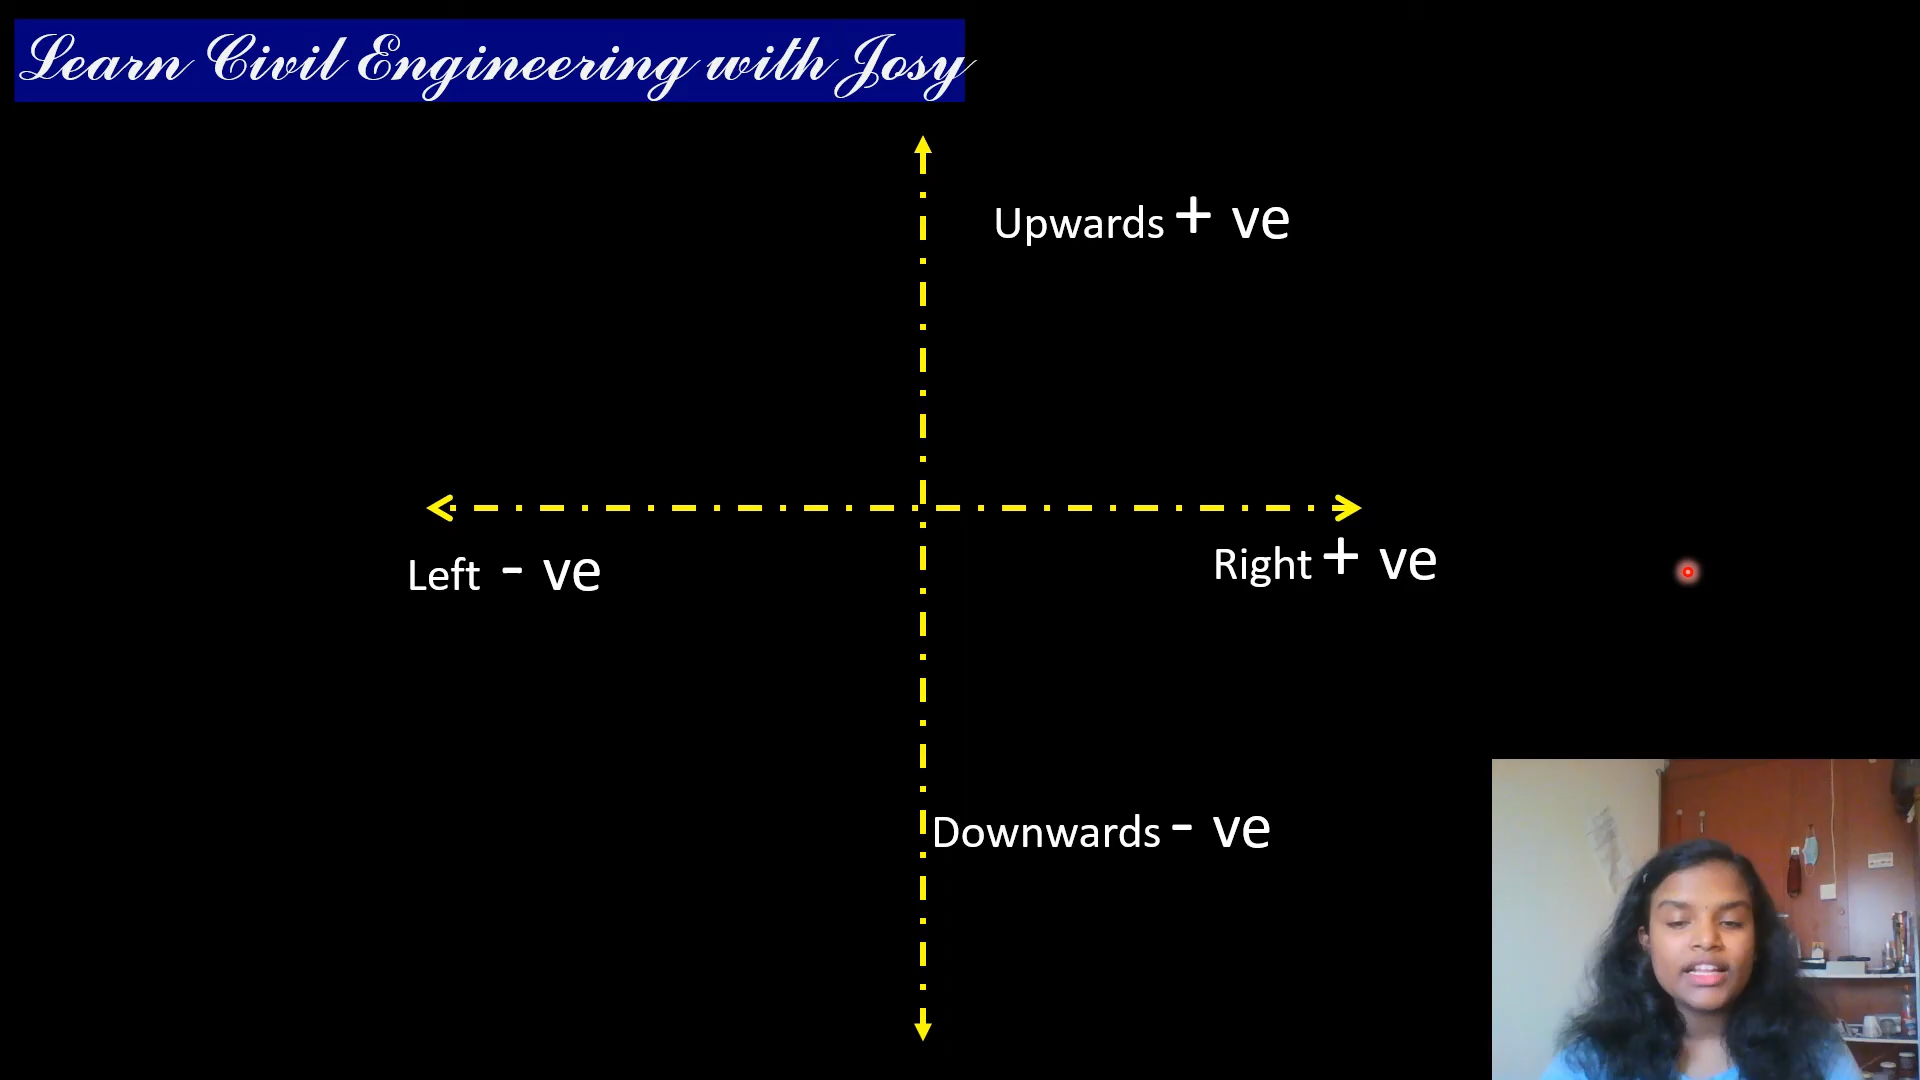 Learn Civil Engineering with Josy
Upwards + ve
Left - ve
Right + ve
Downwards - ve